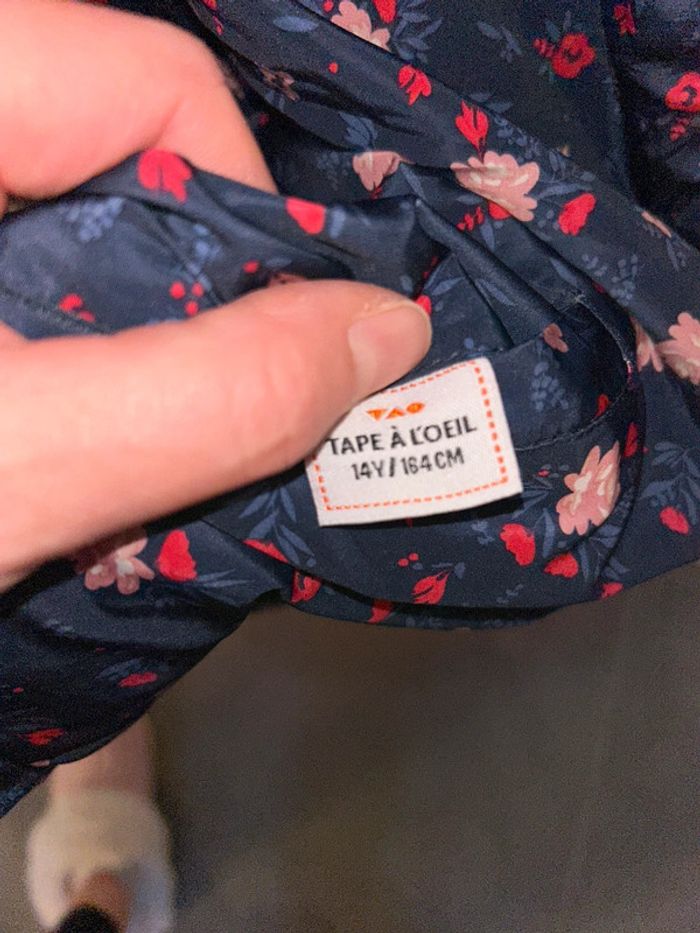 TAO
TAPE À L'OEIL
14Y/164CM